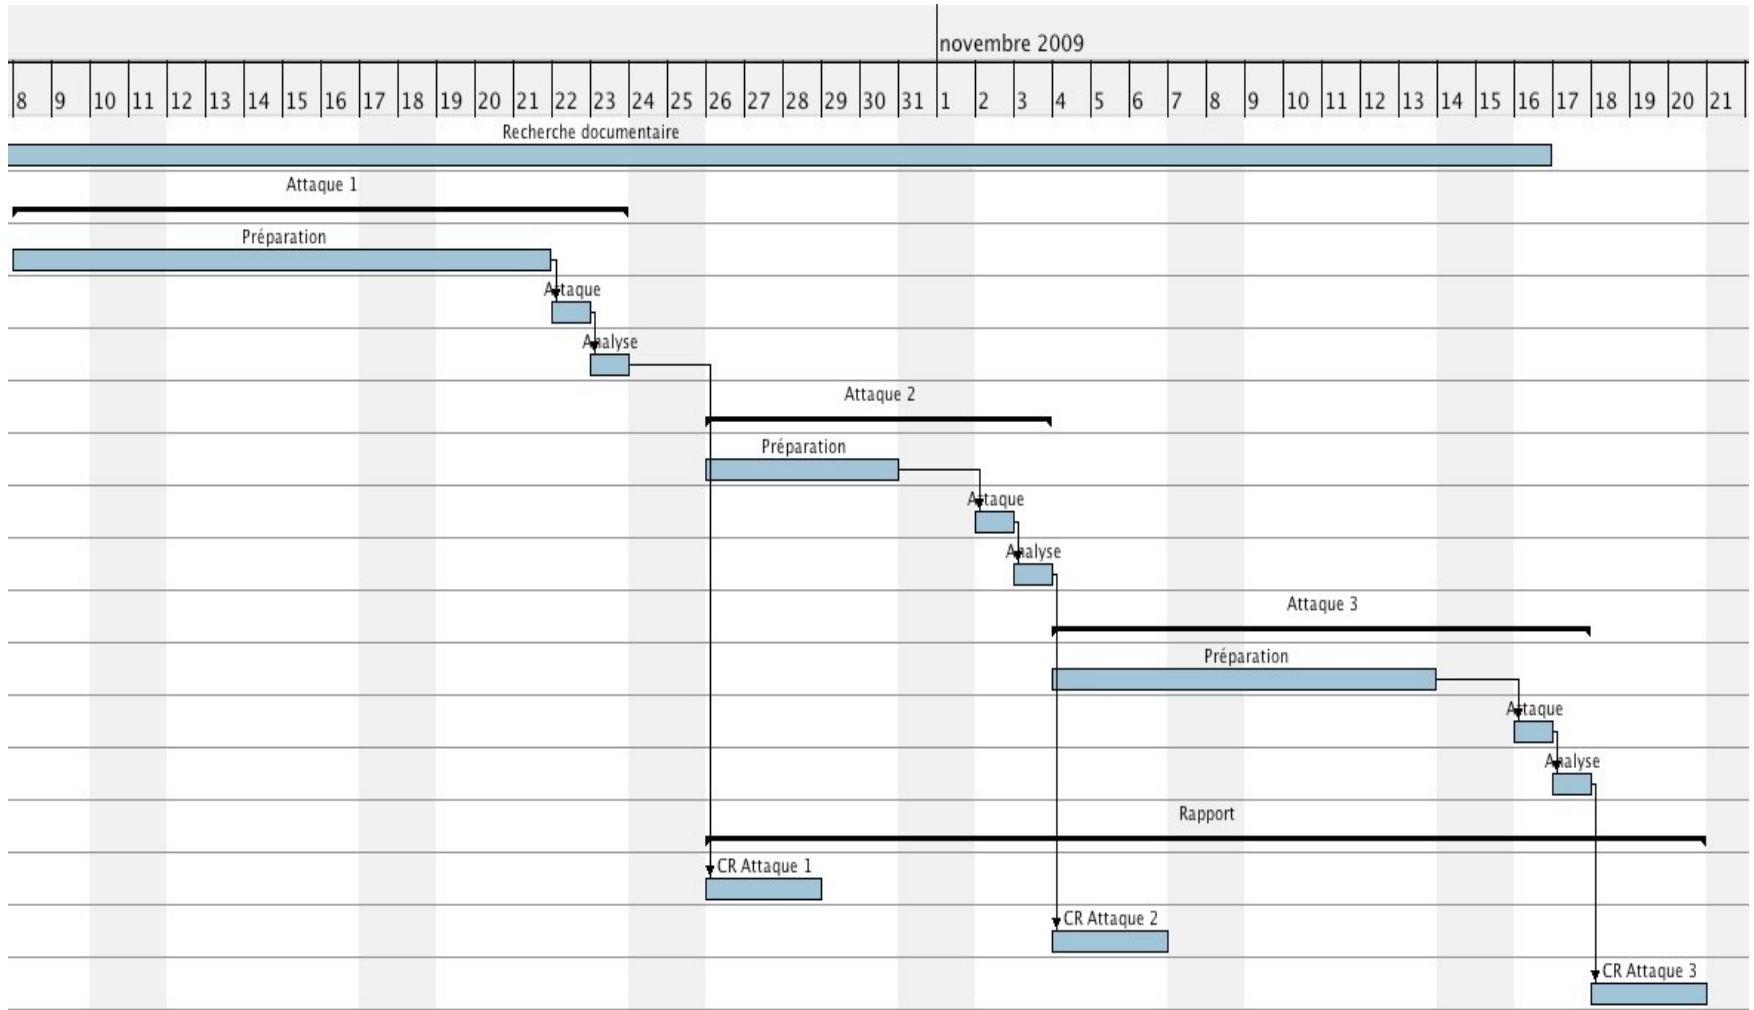 novembre 2009
8 9 10 11 12 13 14 15 16 17 18 19 20 21 22 23 24 25 26 27 28 29 30 31 1 2 3 4 5 6 7 8 9 10 11 12 13 14 15 16 17 18 19 20 21
Recherche documentaire
Attaque 1
Préparation
Attaque
Analyse
Attaque 2
Préparation
Attaque
Analyse
Attaque 3
Préparation
Attaque
Analyse
Rapport
CR Attaque 1
CR Attaque 2
CR Attaque 3